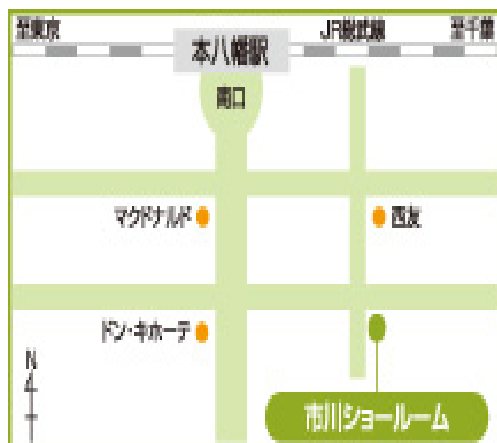 至東京
本八幡駅
JR総武線
至千葉
南口
マクドナルド
西友
ドン・キホーテ
N
市川ショールーム